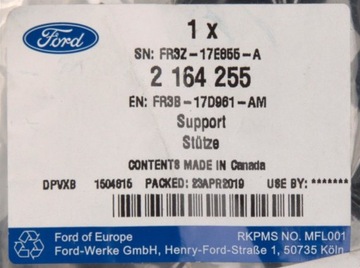 Ford
1 x
SN: FR3Z-17E855-A
2 164 255
EN: FR3B-17D961-AM
Support
Stütze
CONTENTS MADE IN Canada
DPVXB 1504815 PACKED: 23APR2019 USE BY: *******
Ford of Europe RKPMS NO. MFL001
Ford-Werke GmbH, Henry-Ford-Straße 1, 50735 Köln